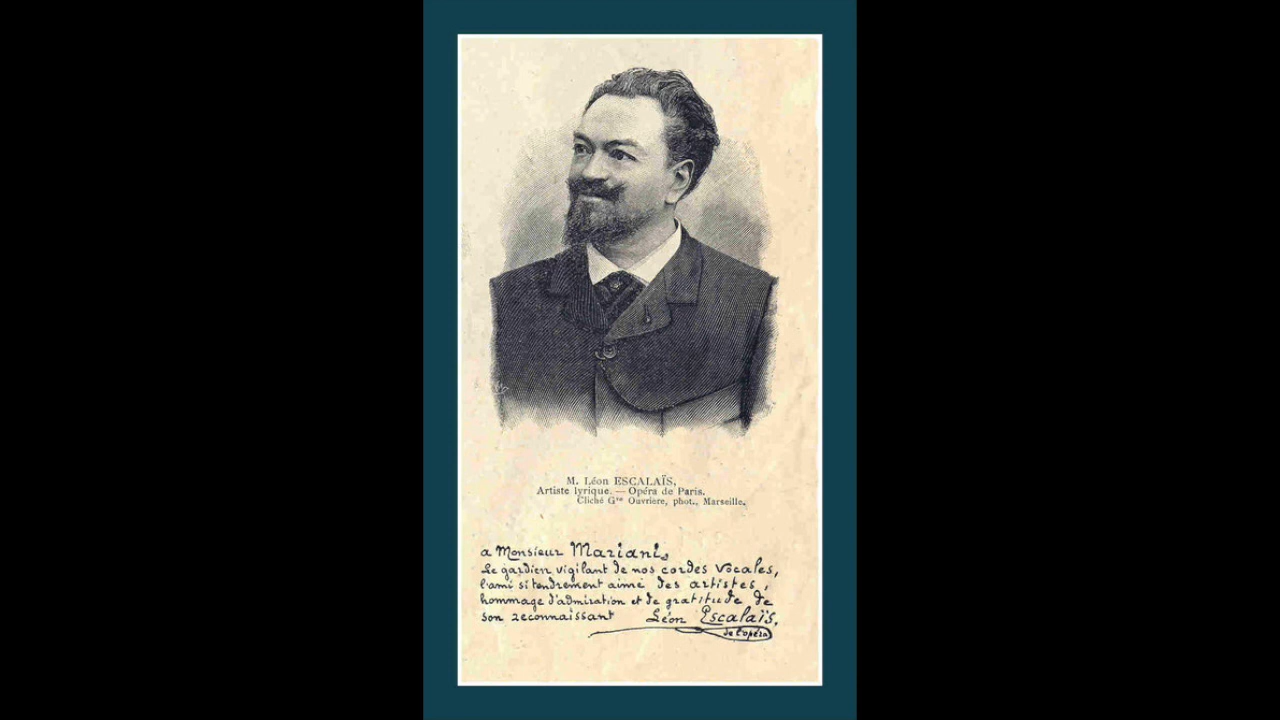 M. Léon ESCALAÏS,
Artiste lyrique. — Opéra de Paris.
Cliché Gve Ouvrière, phot., Marseille.
a Monsieur Mariani,
Le gardien vigilant de nos cordes vocales,
l'ami si tendrement aimé des artistes,
hommage d'admiration et de gratitude de
son reconnaissant Léon Escalaïs,
de l'opéra